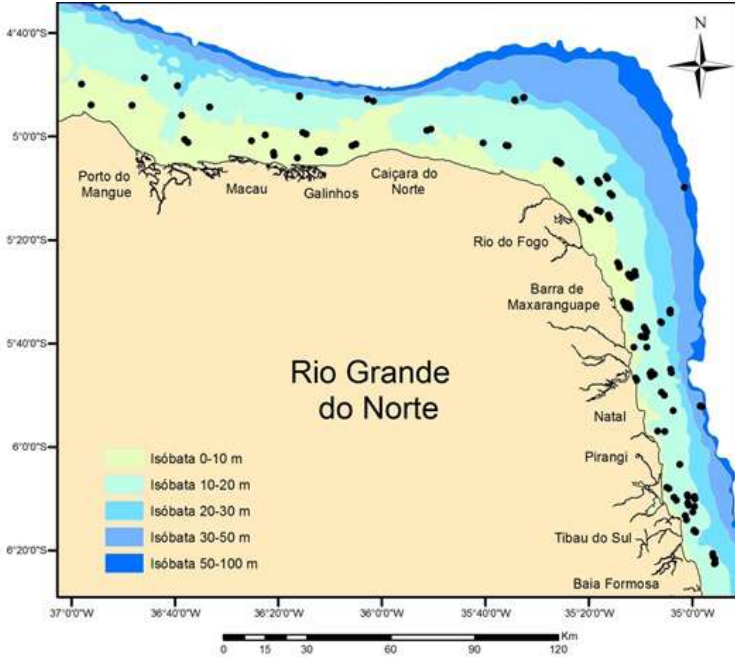 N
4°40'0"S
5°0'0"S
5°20'0"S
5°40'0"S
6°0'0"S
6°20'0"S
Porto do
Mangue
Macau
Galinhos
Caiçara do
Norte
Rio do Fogo
Barra de
Maxaranguape
Rio Grande
do Norte
Natal
Pirangi
Tibau do Sul
Baia Formosa
Isóbata 0-10 m
Isóbata 10-20 m
Isóbata 20-30 m
Isóbata 30-50 m
Isóbata 50-100 m
37°0'0"W
36°40'0"W
36°20'0"W
36°0'0"W
35°40'0"W
35°20'0"W
35°0'0"W
Km
0 15 30 60 90 120